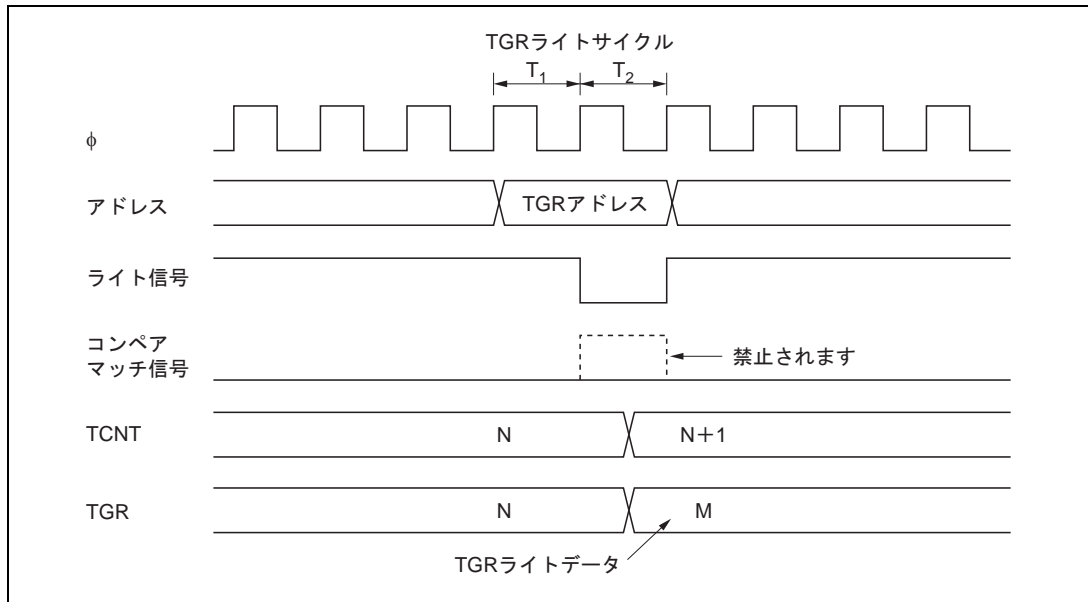 TGRライトサイクル
T1 T2
φ
アドレス TGRアドレス
ライト信号
コンペア
マッチ信号 禁止されます
TCNT N N+1
TGR N M
TGRライトデータ